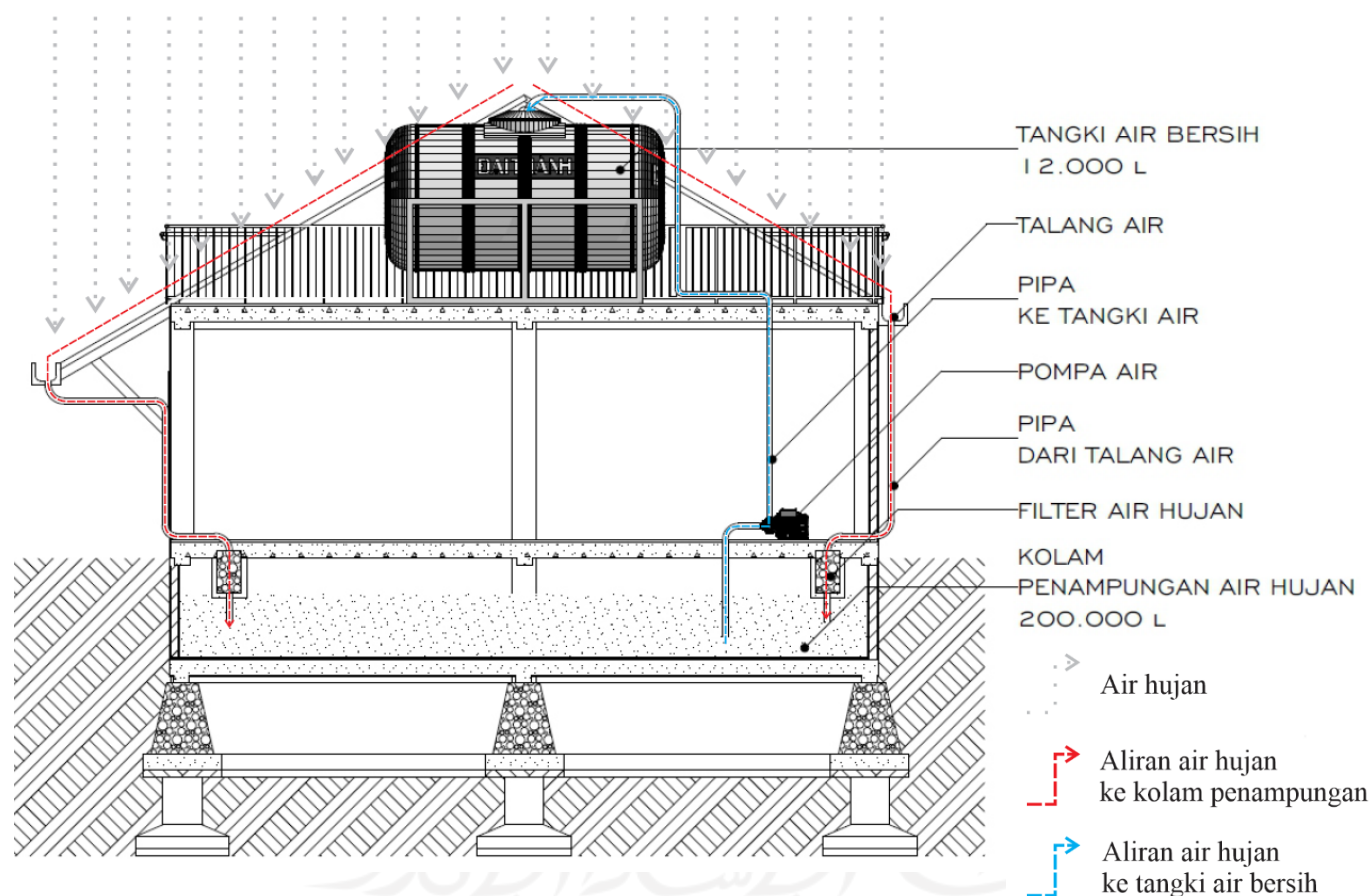 TANGKI AIR BERSIH
12.000 L
TALANG AIR
PIPA
KE TANGKI AIR
POMPA AIR
PIPA
DARI TALANG AIR
FILTER AIR HUJAN
KOLAM
PENAMPUNGAN AIR HUJAN
200.000 L
Air hujan
Aliran air hujan
ke kolam penampungan
Aliran air hujan
ke tangki air bersih